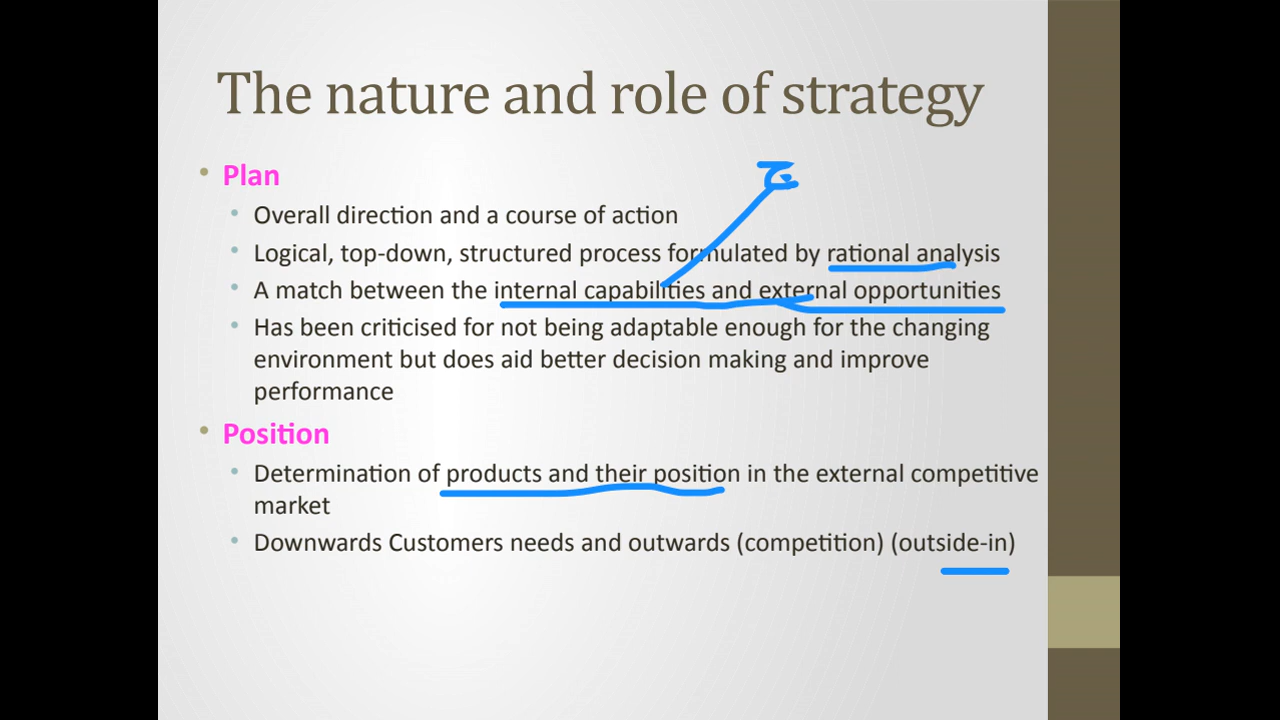 The nature and role of strategy
• Plan
• Overall direction and a course of action
• Logical, top-down, structured process formulated by rational analysis
• A match between the internal capabilities and external opportunities
• Has been criticised for not being adaptable enough for the changing
environment but does aid better decision making and improve
performance
• Position
• Determination of products and their position in the external competitive
market
• Downwards Customers needs and outwards (competition) (outside-in)